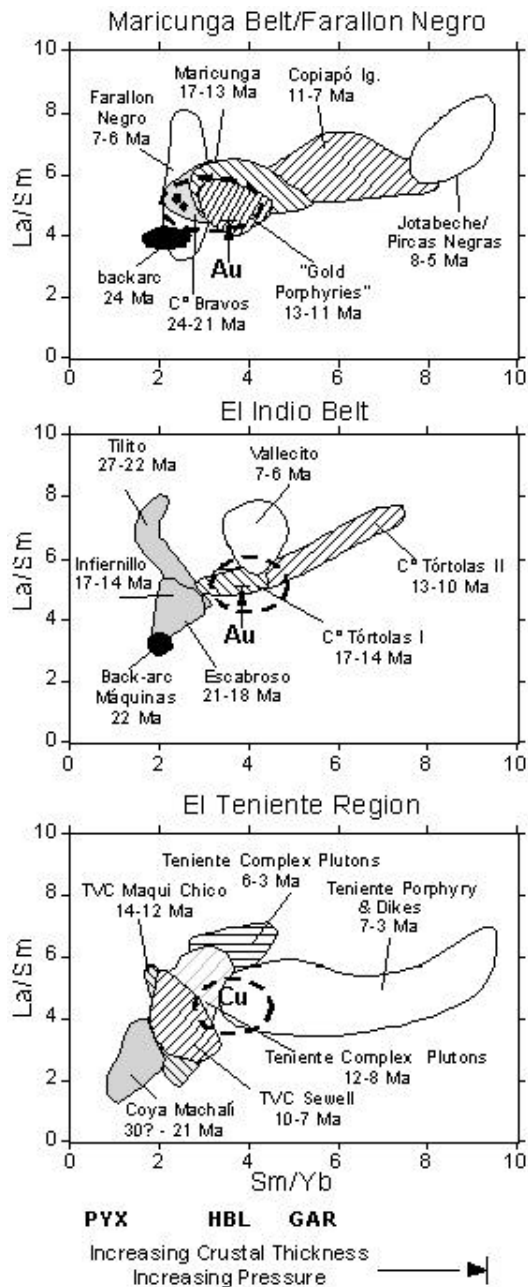 Maricunga Belt/Farallon Negro
10
8
6
4
2
0
La/Sm
Farallon
Negro
7-6 Ma
Maricunga
17-13 Ma
Copiapó Ig.
11-7 Ma
Jotabeche/
Pircas Negras
8-5 Ma
backarc
24 Ma
Au
C° Bravos
24-21 Ma
"Gold
Porphyries"
13-11 Ma
0 2 4 6 8 10
El Indio Belt
10
8
6
4
2
0
La/Sm
Tilito
27-22 Ma
Vallecito
7-6 Ma
Infiernillo
17-14 Ma
C° Tórtolas II
13-10 Ma
Au
C° Tórtolas I
17-14 Ma
Back-arc
Máquinas
22 Ma
Escabroso
21-18 Ma
0 2 4 6 8 10
El Teniente Region
10
8
6
4
2
0
La/Sm
Teniente Complex Plutons
6-3 Ma
TVC Maqui Chico
14-12 Ma
Teniente Porphyry
& Dikes
7-3 Ma
Cu
Teniente Complex Plutons
12-8 Ma
TVC Sewell
10-7 Ma
Coya Machalí
30? - 21 Ma
0 2 4 6 8 10
Sm/Yb
PYX HBL GAR
Increasing Crustal Thickness
Increasing Pressure